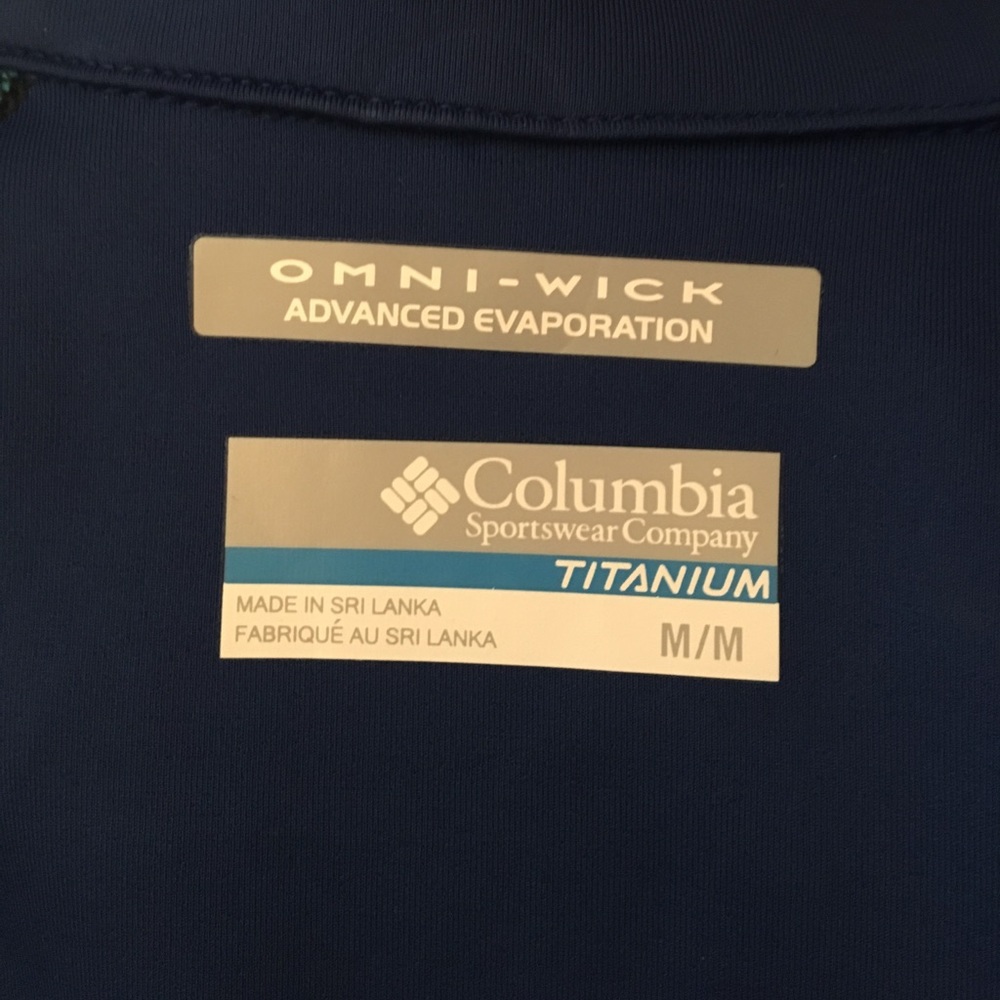 OMNI-WICK
ADVANCED EVAPORATION
Columbia
Sportswear Company
TITANIUM
MADE IN SRI LANKA
FABRIQUÉ AU SRI LANKA
M/M